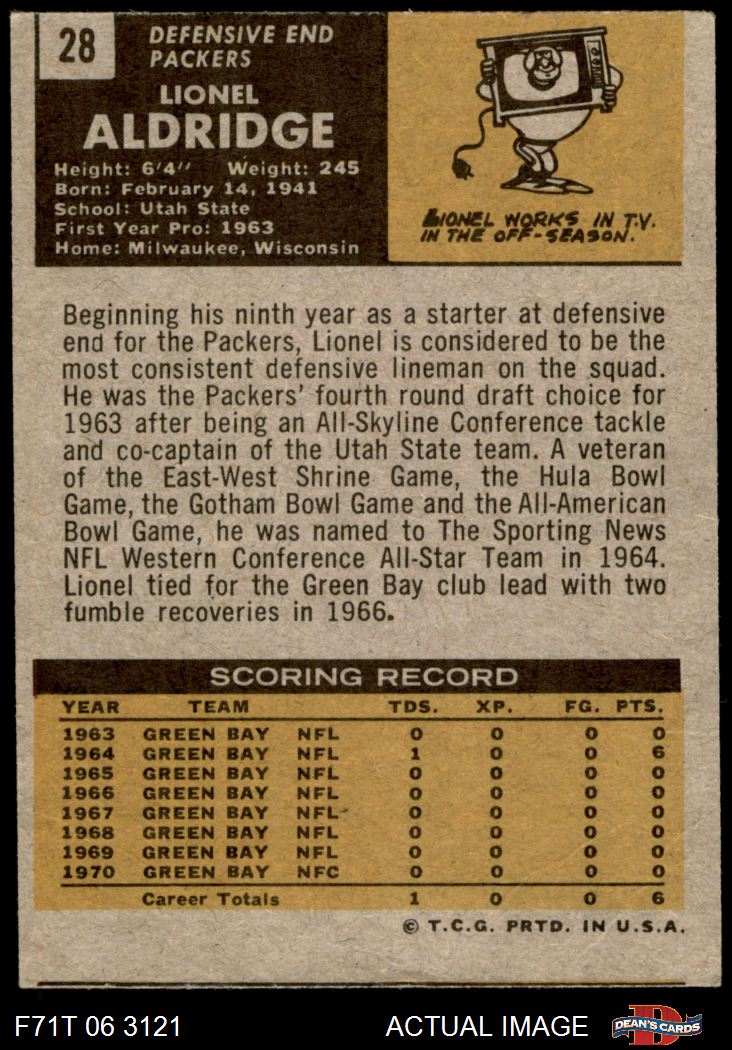 28
DEFENSIVE END
PACKERS
LIONEL
ALDRIDGE
Height: 6'4'' Weight: 245
Born: February 14, 1941
School: Utah State
First Year Pro: 1963
Home: Milwaukee, Wisconsin
LIONEL WORKS IN T.V.
IN THE OFF-SEASON.
Beginning his ninth year as a starter at defensive
end for the Packers, Lionel is considered to be the
most consistent defensive lineman on the squad.
He was the Packers' fourth round draft choice for
1963 after being an All-Skyline Conference tackle
and co-captain of the Utah State team. A veteran
of the East-West Shrine Game, the Hula Bowl
Game, the Gotham Bowl Game and the All-American
Bowl Game, he was named to The Sporting News
NFL Western Conference All-Star Team in 1964.
Lionel tied for the Green Bay club lead with two
fumble recoveries in 1966.
SCORING RECORD
YEAR TEAM TDS. XP. FG. PTS.
1963 GREEN BAY NFL 0 0 0 0
1964 GREEN BAY NFL 1 0 0 6
1965 GREEN BAY NFL 0 0 0 0
1966 GREEN BAY NFL 0 0 0 0
1967 GREEN BAY NFL 0 0 0 0
1968 GREEN BAY NFL 0 0 0 0
1969 GREEN BAY NFL 0 0 0 0
1970 GREEN BAY NFC 0 0 0 0
Career Totals 1 0 0 6
© T.C.G. PRTD. IN U.S.A.
F71T 06 3121 ACTUAL IMAGE D DEAN'S CARDS